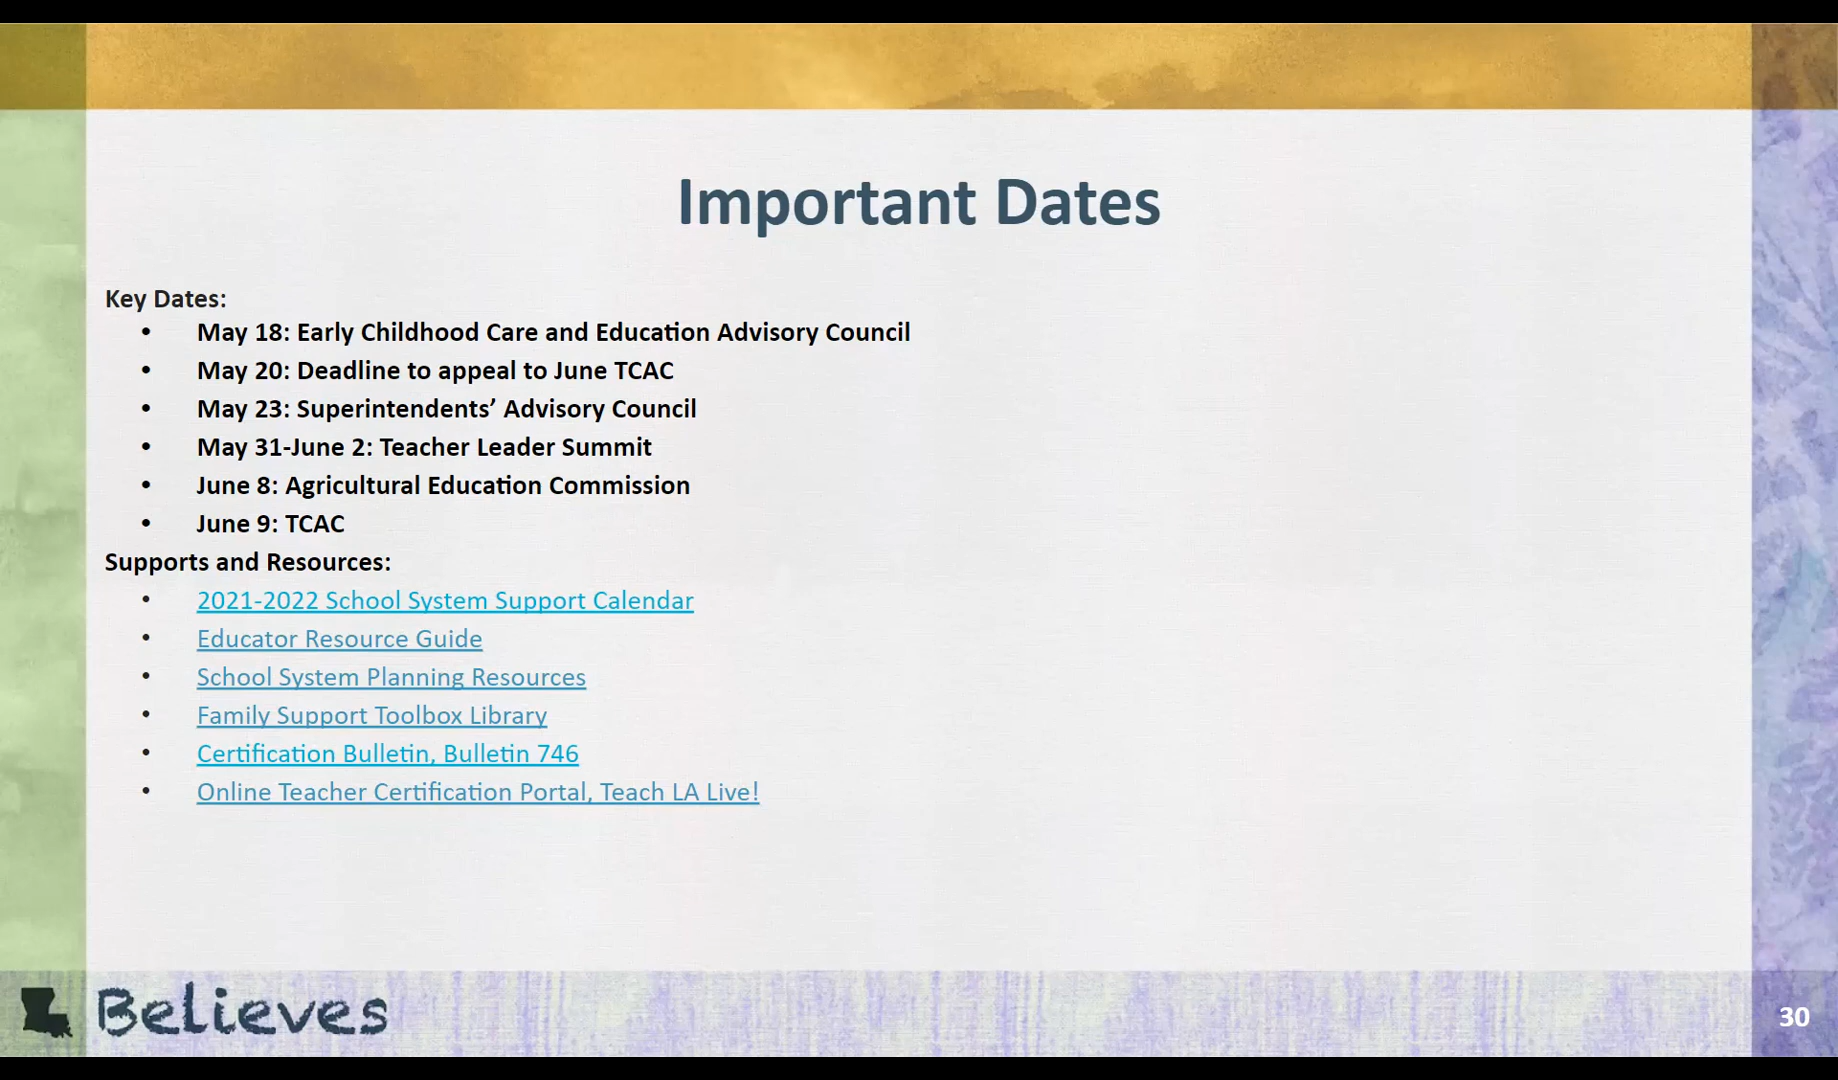 Important Dates
Key Dates:
• May 18: Early Childhood Care and Education Advisory Council
• May 20: Deadline to appeal to June TCAC
• May 23: Superintendents’ Advisory Council
• May 31-June 2: Teacher Leader Summit
• June 8: Agricultural Education Commission
• June 9: TCAC
Supports and Resources:
• 2021-2022 School System Support Calendar
• Educator Resource Guide
• School System Planning Resources
• Family Support Toolbox Library
• Certification Bulletin, Bulletin 746
• Online Teacher Certification Portal, Teach LA Live!
Believes
30